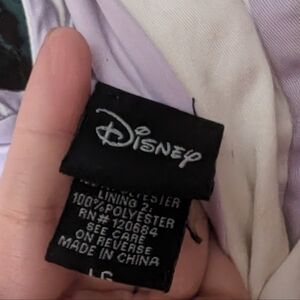 Disney
LINING 2:
100%POLYESTER
RN#120684
SEE CARE
ON REVERSE
MADE IN CHINA
LG